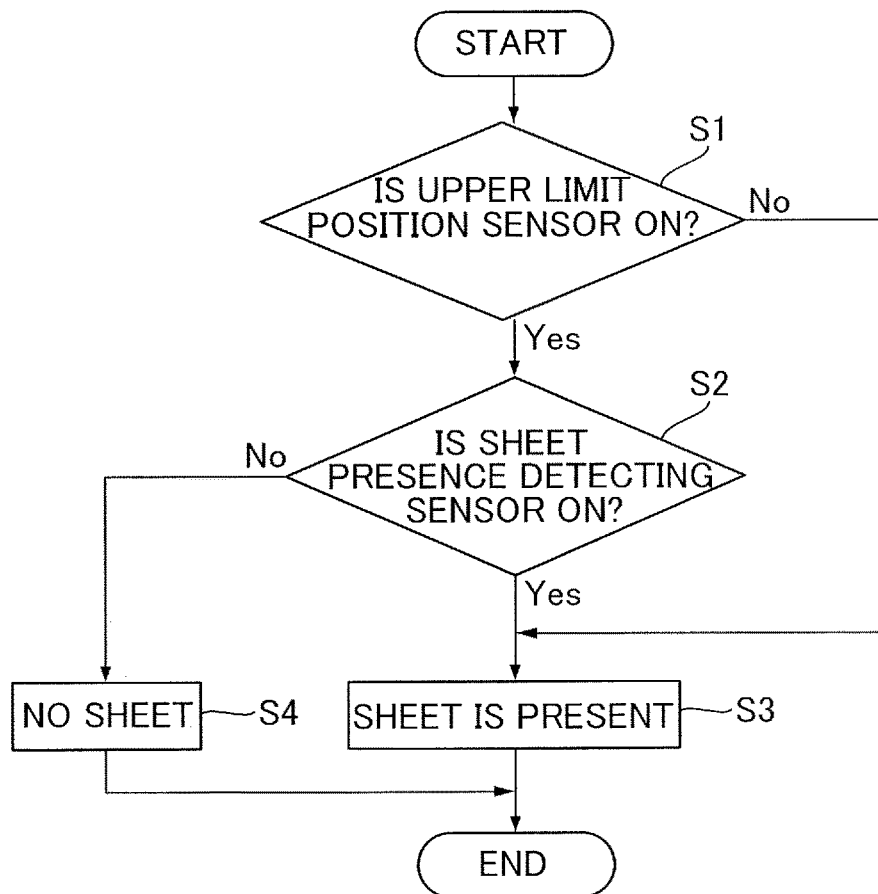 START
S1
IS UPPER LIMIT
POSITION SENSOR ON?
No
Yes
S2
IS SHEET
PRESENCE DETECTING
SENSOR ON?
No
Yes
NO SHEET
S4
SHEET IS PRESENT
S3
END